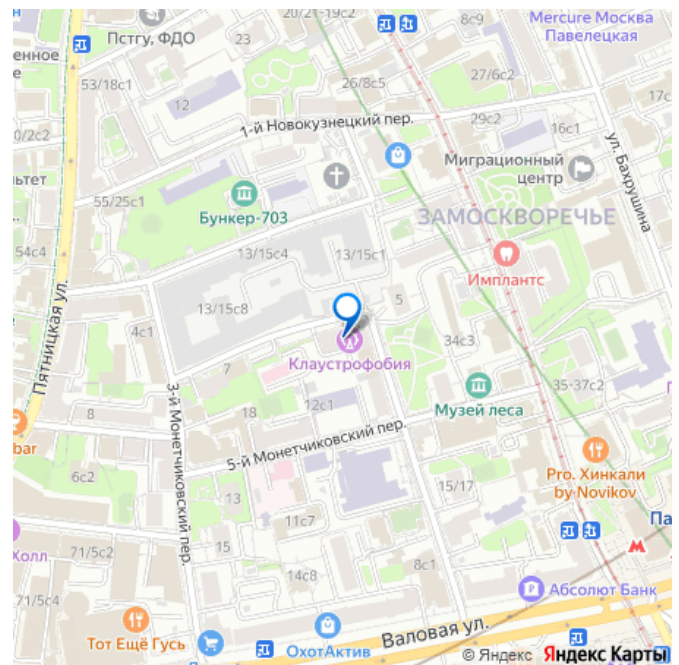 20/21-19с2
8с9
Mercure Москва
Павелецкая
Пстгу, ФДО
23
енное
е
53/18с1
26/8с5
27/6с2
17с
12
1-й Новокузнецкий пер.
29с2
16с1
0/2с2
ул. Бахрушина
Миграционный
центр
ьтет
55/25с1
Бункер-703
ЗАМОСКВОРЕЧЬЕ
54с4
13/15с4
13/15с1
Имплантс
Пятницкая ул.
13/15с8
5
4с1
34с3
Клаустрофобия
7
35-37с2
3-й Монетчиковский пер.
12с1
Музей леса
8
18
bar
5-й Монетчиковский пер.
Pro. Хинкали
by Novikov
6с2
13
15/17
11с7
Па
Холл
71/5с2
15
14с8
8с1
Абсолют Банк
71/5с4
Валовая ул.
Тот Ещё Гусь
ОхотАктив
© Яндекс Яндекс Карты